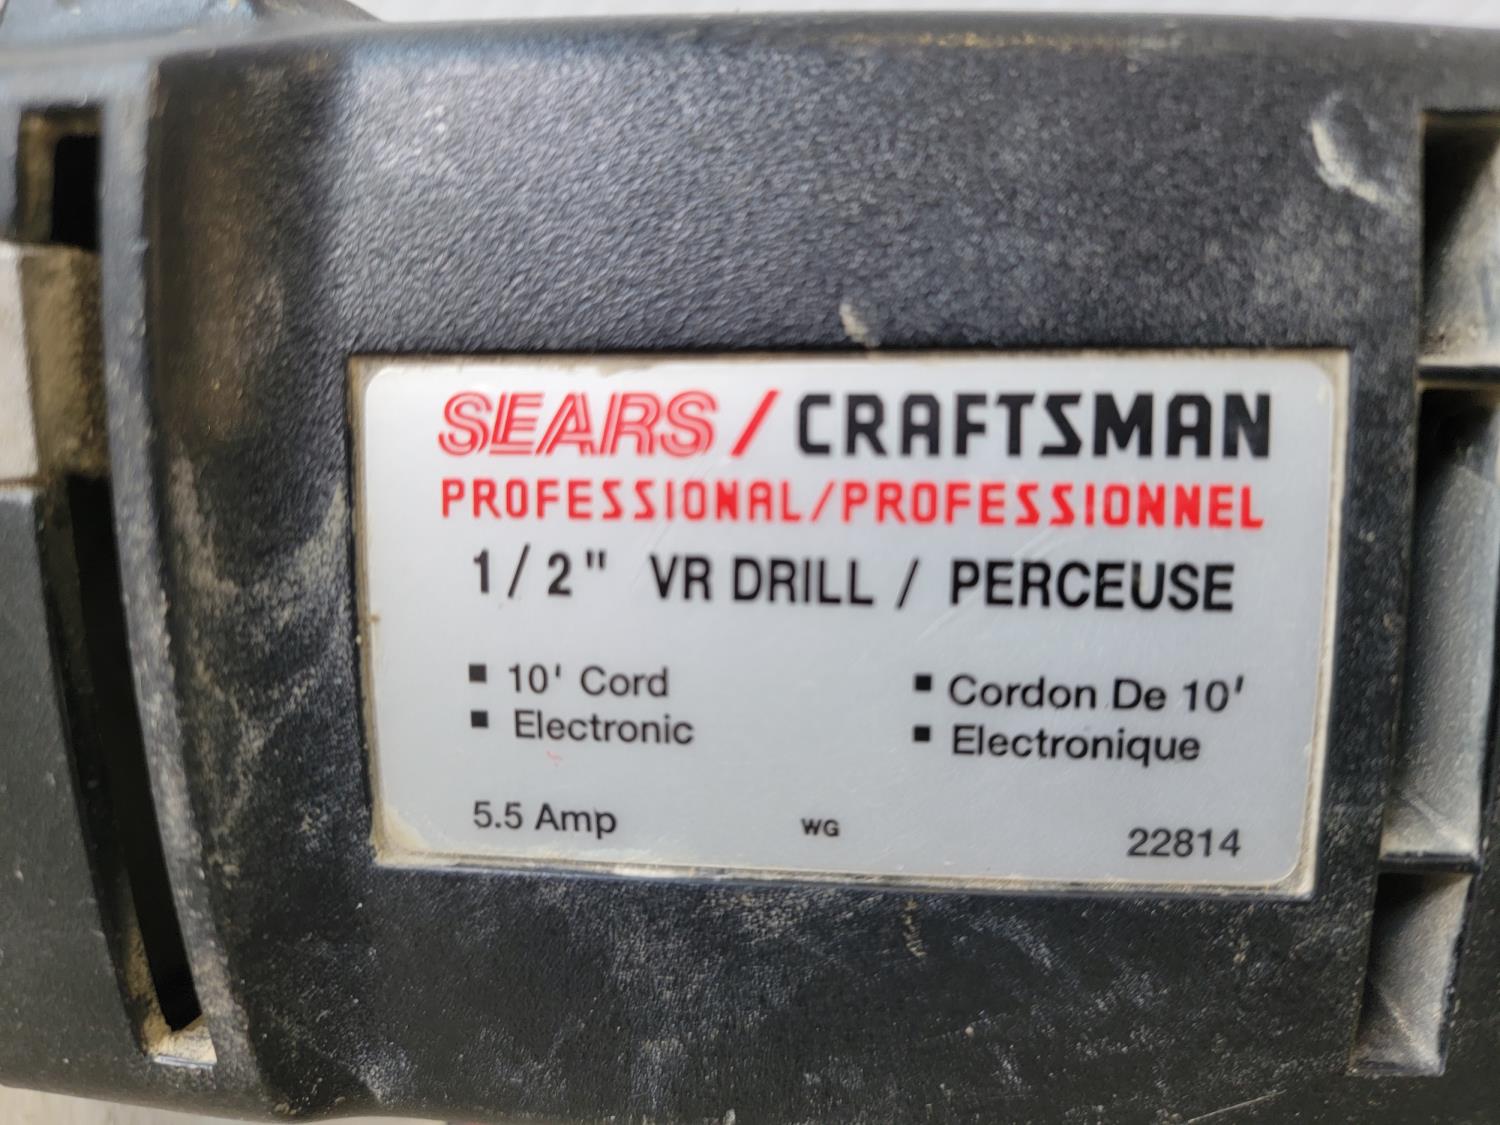 SEARS / CRAFTSMAN
PROFESSIONAL/PROFESSIONNEL
1/2" VR DRILL / PERCEUSE
▪ 10' Cord
▪ Electronic
▪ Cordon De 10'
▪ Electronique
5.5 Amp
WG
22814